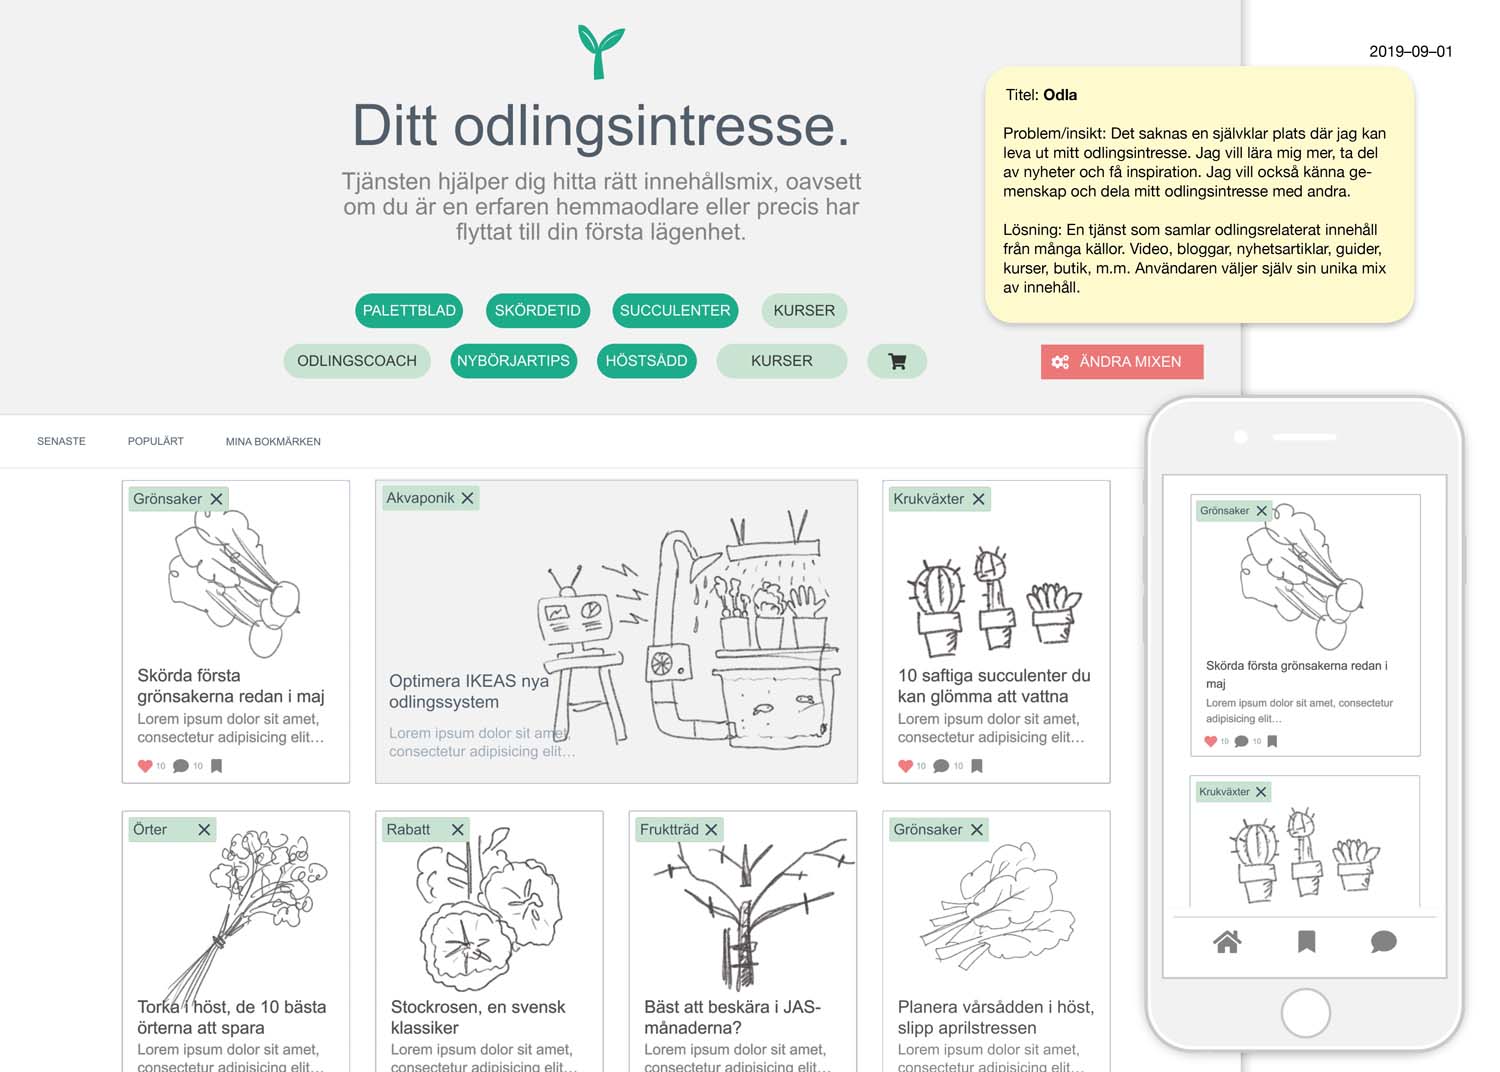 2019–09–01
Titel: Odla
Problem/insikt: Det saknas en självklar plats där jag kan
leva ut mitt odlingsintresse. Jag vill lära mig mer, ta del
av nyheter och få inspiration. Jag vill också känna ge-
menskap och dela mitt odlingsintresse med andra.
Lösning: En tjänst som samlar odlingsrelaterat innehåll
från många källor. Video, bloggar, nyhetsartiklar, guider,
kurser, butik, m.m. Användaren väljer själv sin unika mix
av innehåll.
Ditt odlingsintresse.
Tjänsten hjälper dig hitta rätt innehållsmix, oavsett
om du är en erfaren hemmaodlare eller precis har
flyttat till din första lägenhet.
PALETTBLAD SKÖRDETID SUCCULENTER KURSER
ODLINGSCOACH NYBÖRJARTIPS HÖSTSÅDD KURSER
ÄNDRA MIXEN
SENASTE POPULÄRT MINA BOKMÄRKEN
Grönsaker
Skörda första
grönsakerna redan i maj
Lorem ipsum dolor sit amet,
consectetur adipisicing elit…
10 10
Akvaponik
Optimera IKEAS nya
odlingssystem
Lorem ipsum dolor sit amet,
consectetur adipisicing elit…
Krukväxter
10 saftiga succulenter du
kan glömma att vattna
Lorem ipsum dolor sit amet,
consectetur adipisicing elit…
10 10
Örter
Torka i höst, de 10 bästa
örterna att spara
Lorem ipsum dolor sit amet,
consectetur adipisicing elit…
Rabatt
Stockrosen, en svensk
klassiker
Lorem ipsum dolor sit amet,
consectetur adipisicing elit…
Fruktträd
Bäst att beskära i JAS-
månaderna?
Lorem ipsum dolor sit amet,
consectetur adipisicing elit…
Grönsaker
Planera vårsådden i höst,
slipp aprilstressen
Lorem ipsum dolor sit amet,
consectetur adipisicing elit…
Grönsaker
Skörda första grönsakerna redan i
maj
Lorem ipsum dolor sit amet, consectetur
adipisicing elit…
10 10
Krukväxter